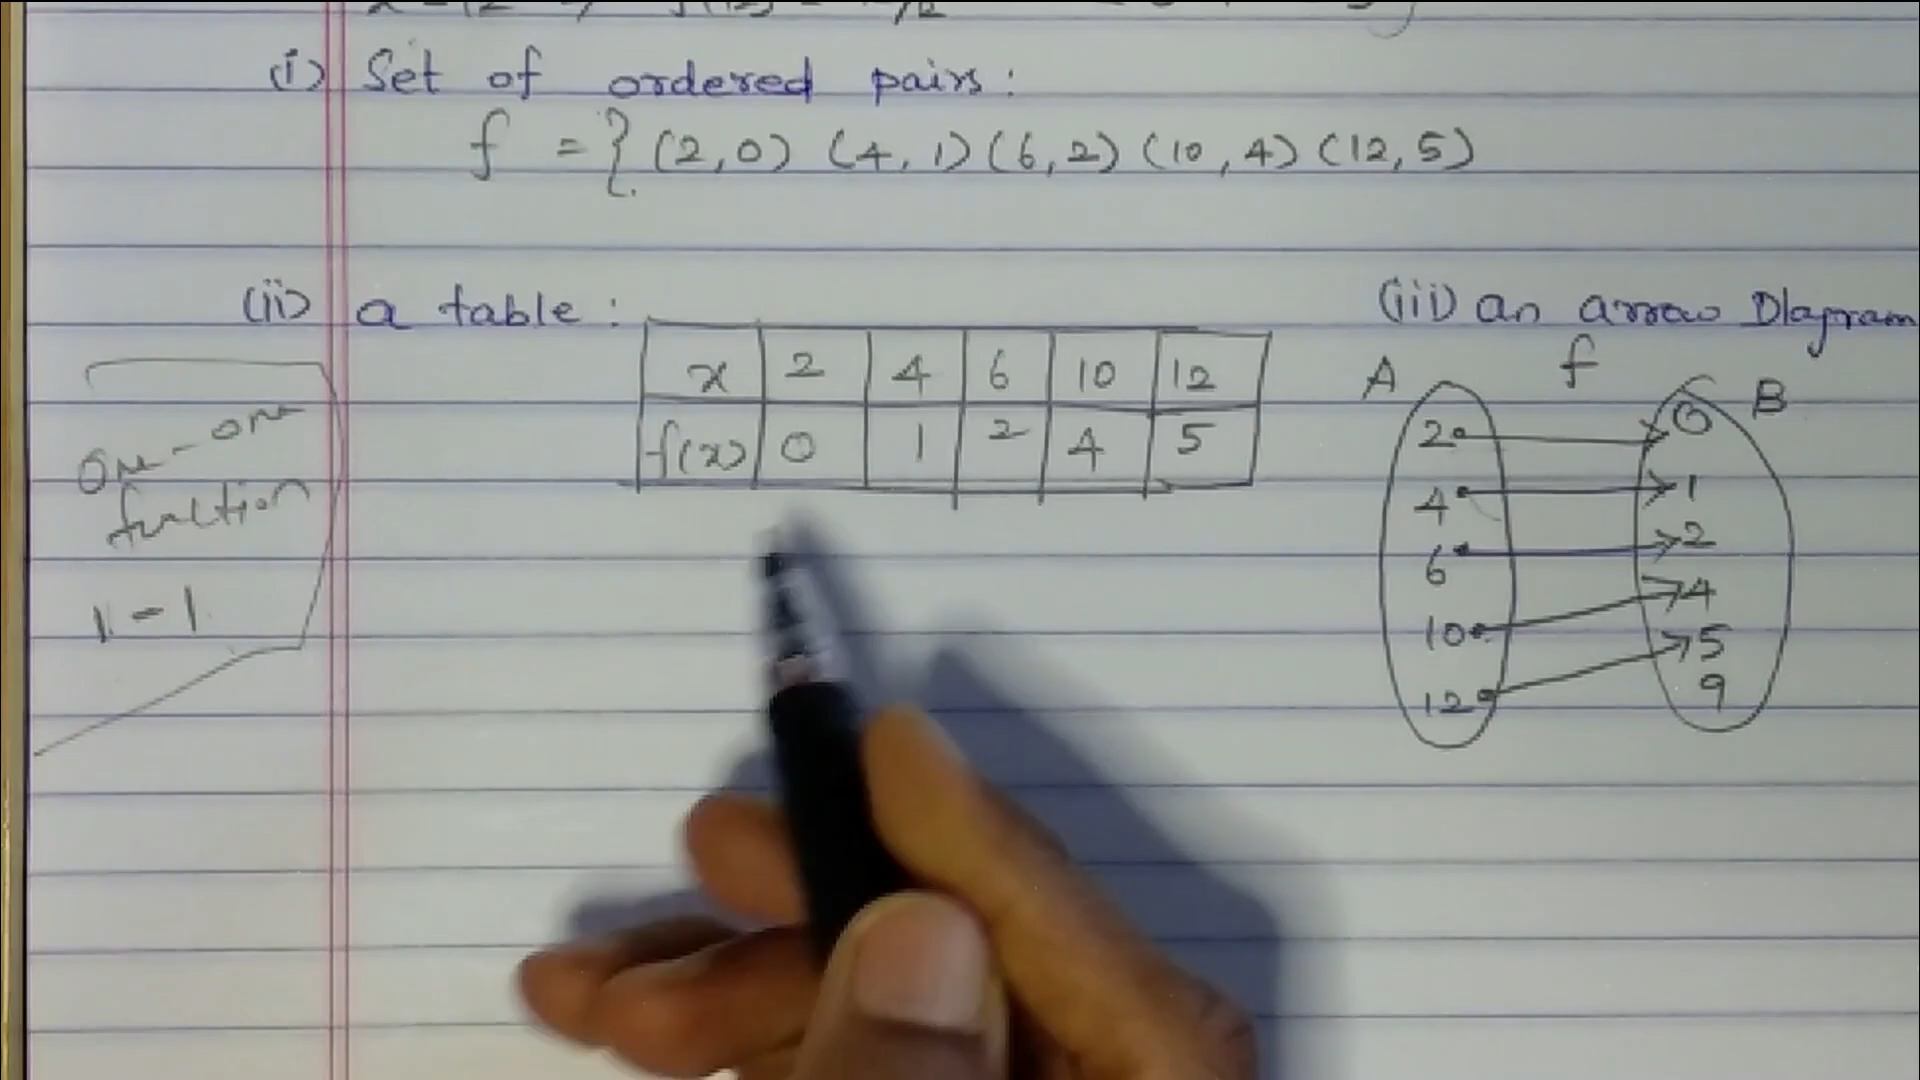 (i) Set of ordered pairs:
f = { (2,0) (4,1) (6,2) (10,4) (12,5)
(ii) a table:
x 2 4 6 10 12
f(x) 0 1 2 4 5
(iii) an arrow Diagram
A f B
2 0
4 1
6 2
10 4
12 5
9
One-one
function
1-1